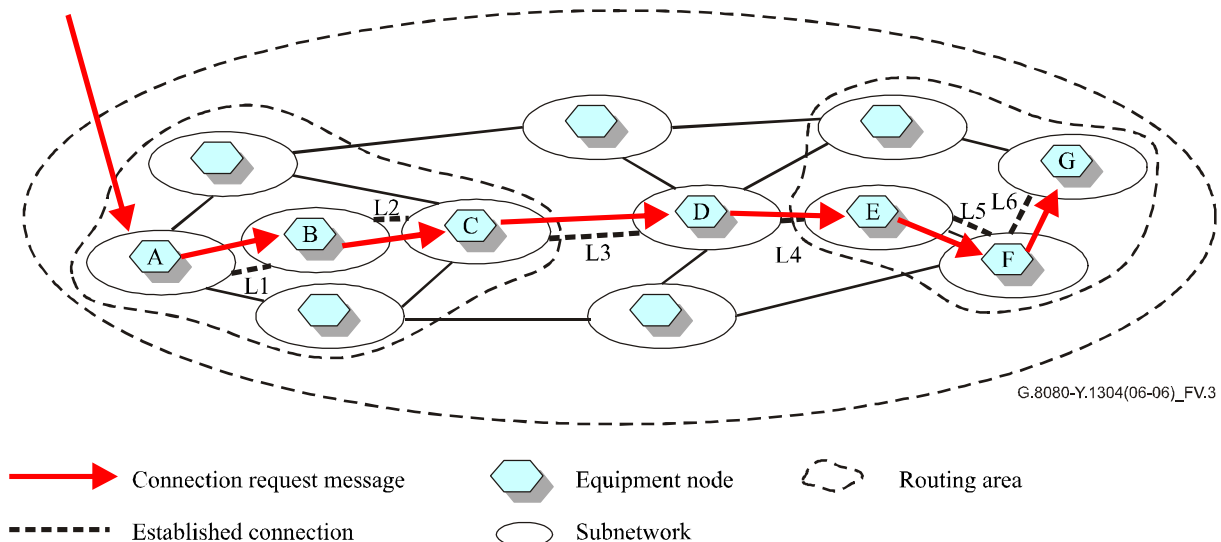 G
L2
L5
L6
C
D
E
B
A
L3
L4
F
L1
G.8080-Y.1304(06-06)_FV.3
Connection request message
Equipment node
Routing area
Established connection
Subnetwork